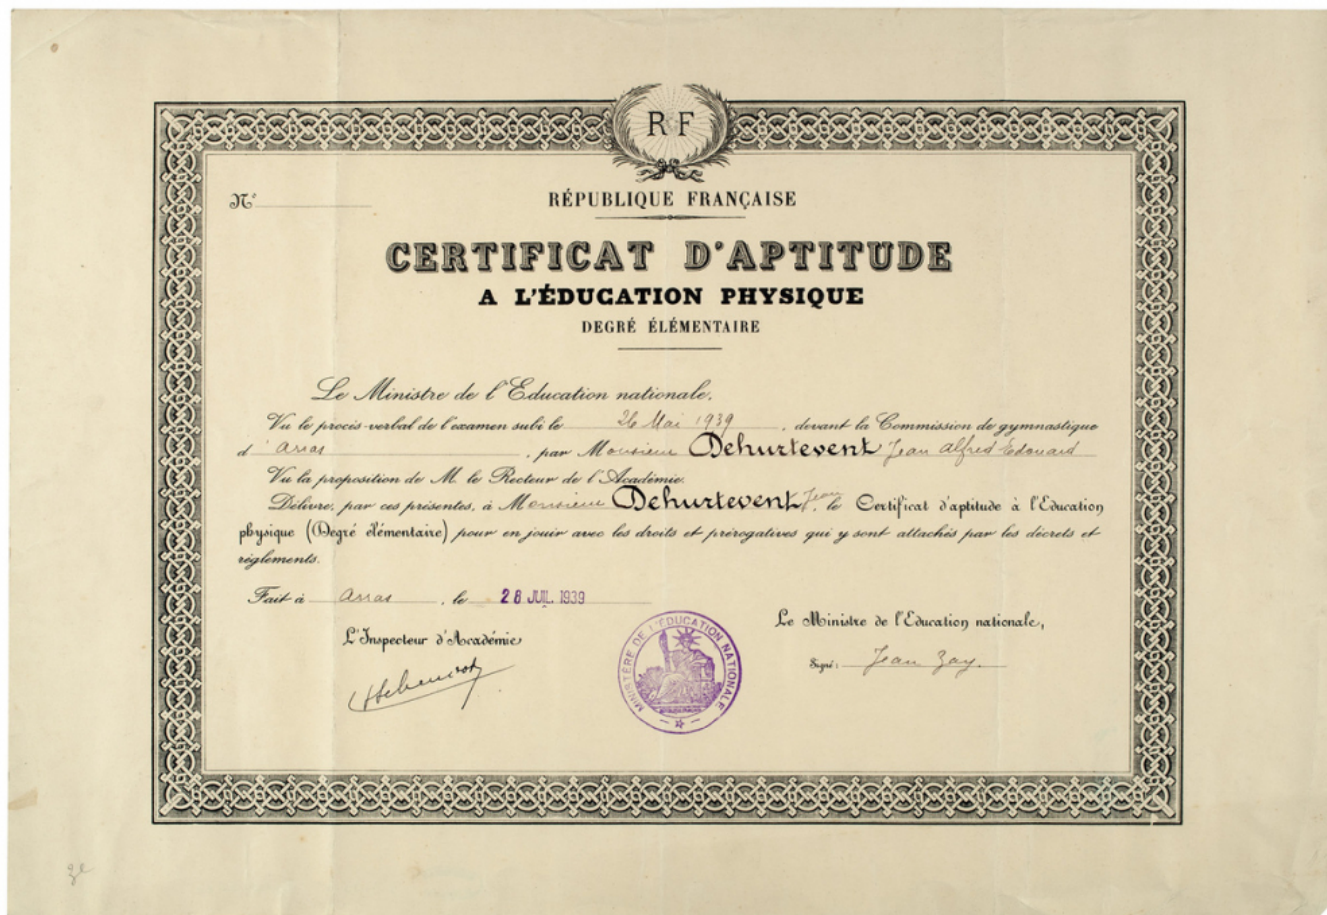 RF
Nº
RÉPUBLIQUE FRANÇAISE
CERTIFICAT D'APTITUDE
A L'ÉDUCATION PHYSIQUE
DEGRÉ ÉLÉMENTAIRE
Le Ministre de l'Education nationale,
Vu le procès-verbal de l'examen subi le 26 Mai 1939, devant la Commission de gymnastique
d' Arras, par Monsieur Dehurtevent Jean Alfred Edouard
Vu la proposition de M. le Recteur de l'Académie.
Délivre, par ces présentes, à Monsieur Dehurtevent Jean, le Certificat d'aptitude à l'Education
physique (Degré élémentaire) pour en jouir avec les droits et prérogatives qui y sont attachés par les décrets et
règlements.
Fait à Arras, le 28 JUIL. 1939
L'Inspecteur d'Académie
MINISTÈRE DE L'ÉDUCATION NATIONALE
Le Ministre de l'Education nationale,
Signé: Jean Zay.